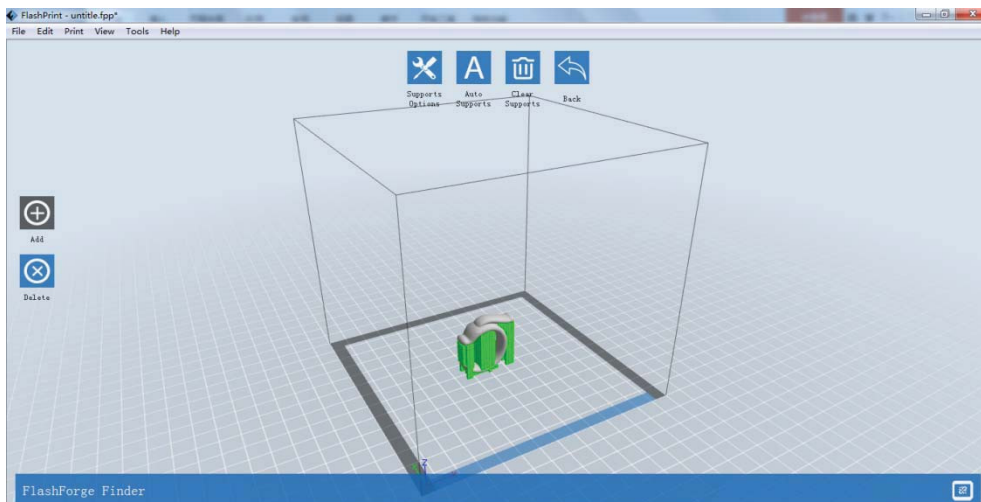 FlashPrint - untitle.fpp*
File Edit Print View Tools Help
A
Supports Options
Auto Supports
Clear Supports
Back
Add
Delete
Z
FlashForge Finder